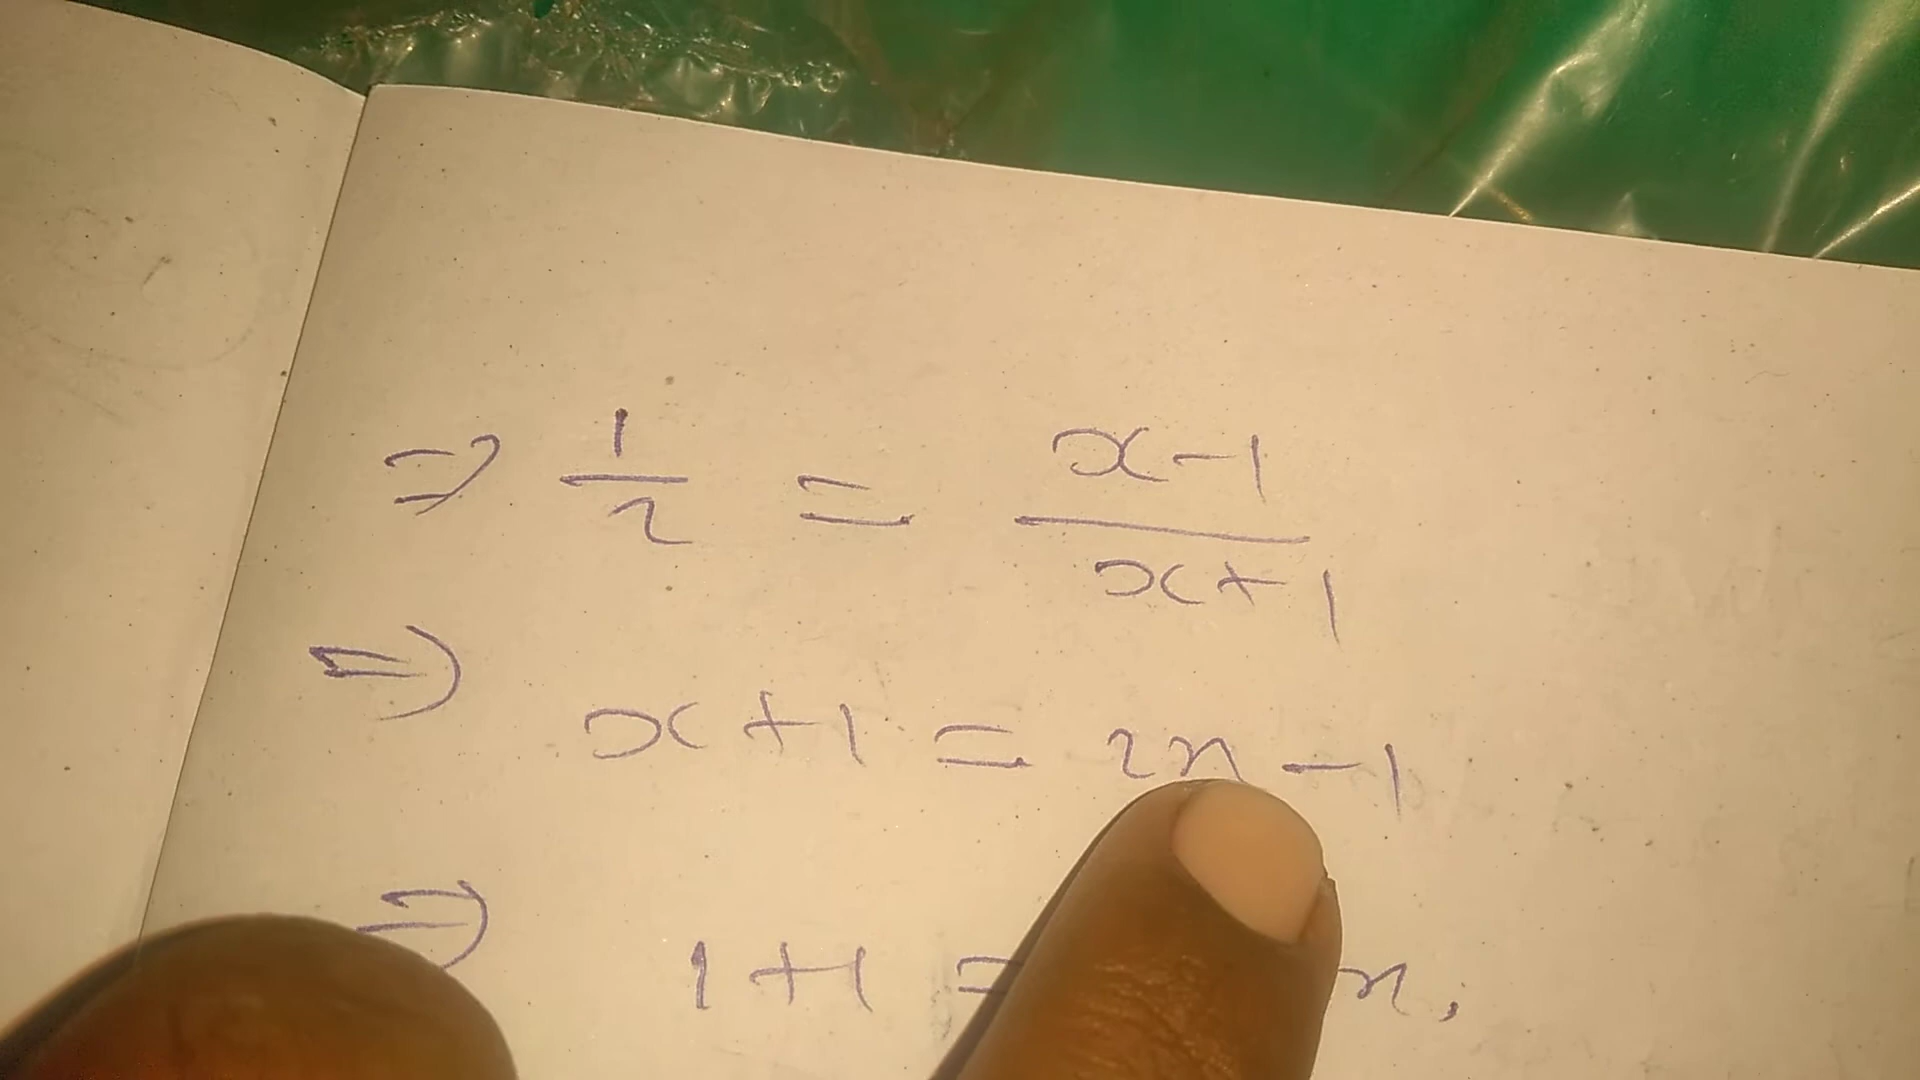 ⇒ 1/2 = x-1/x+1
⇒ x+1 = 2x-1
⇒ 1+1 = x,